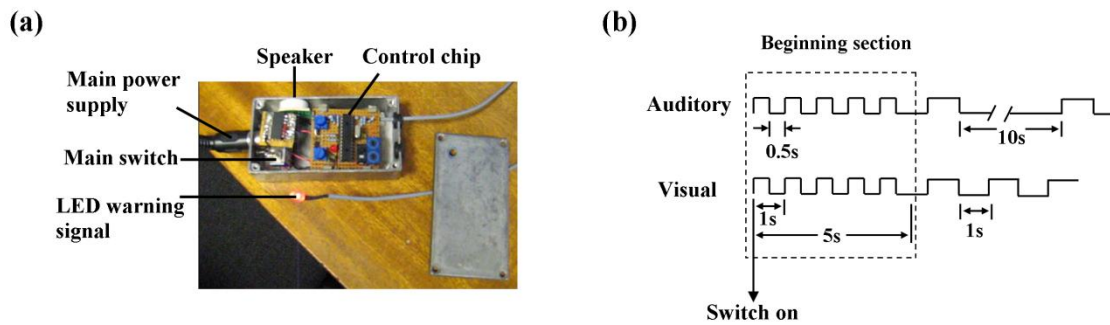 (a)
Speaker
Control chip
Main power
supply
Main switch
LED warning
signal
(b)
Beginning section
Auditory
0.5s
10s
Visual
1s
1s
5s
Switch on